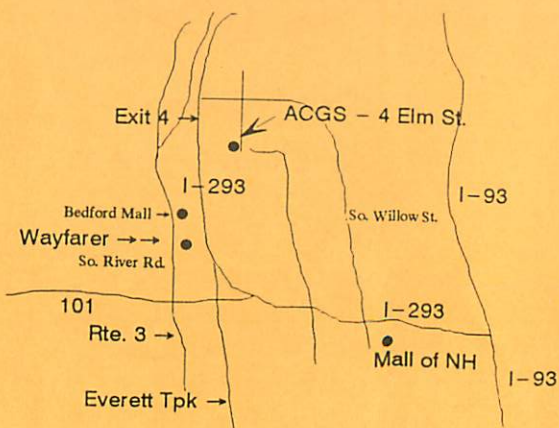 Exit 4 →
ACGS – 4 Elm St.
I-293
Bedford Mall →
So. Willow St.
I-93
Wayfarer → →
So. River Rd.
101
I-293
Rte. 3 →
Mall of NH
I-93
Everett Tpk →